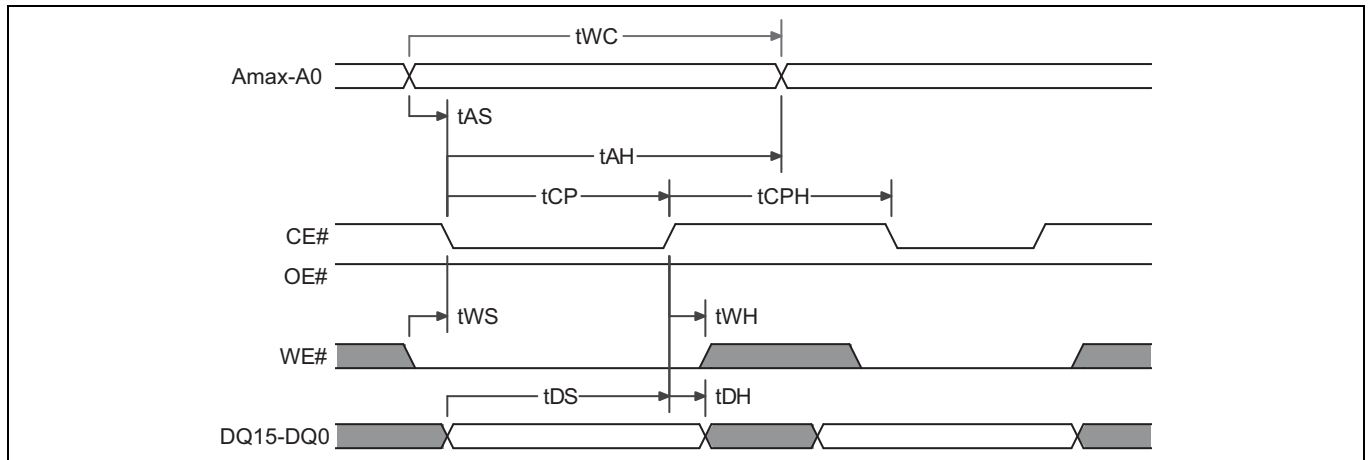 tWC
Amax-A0
tAS
tAH
tCP tCPH
CE#
OE#
tWS tWH
WE#
tDS tDH
DQ15-DQ0